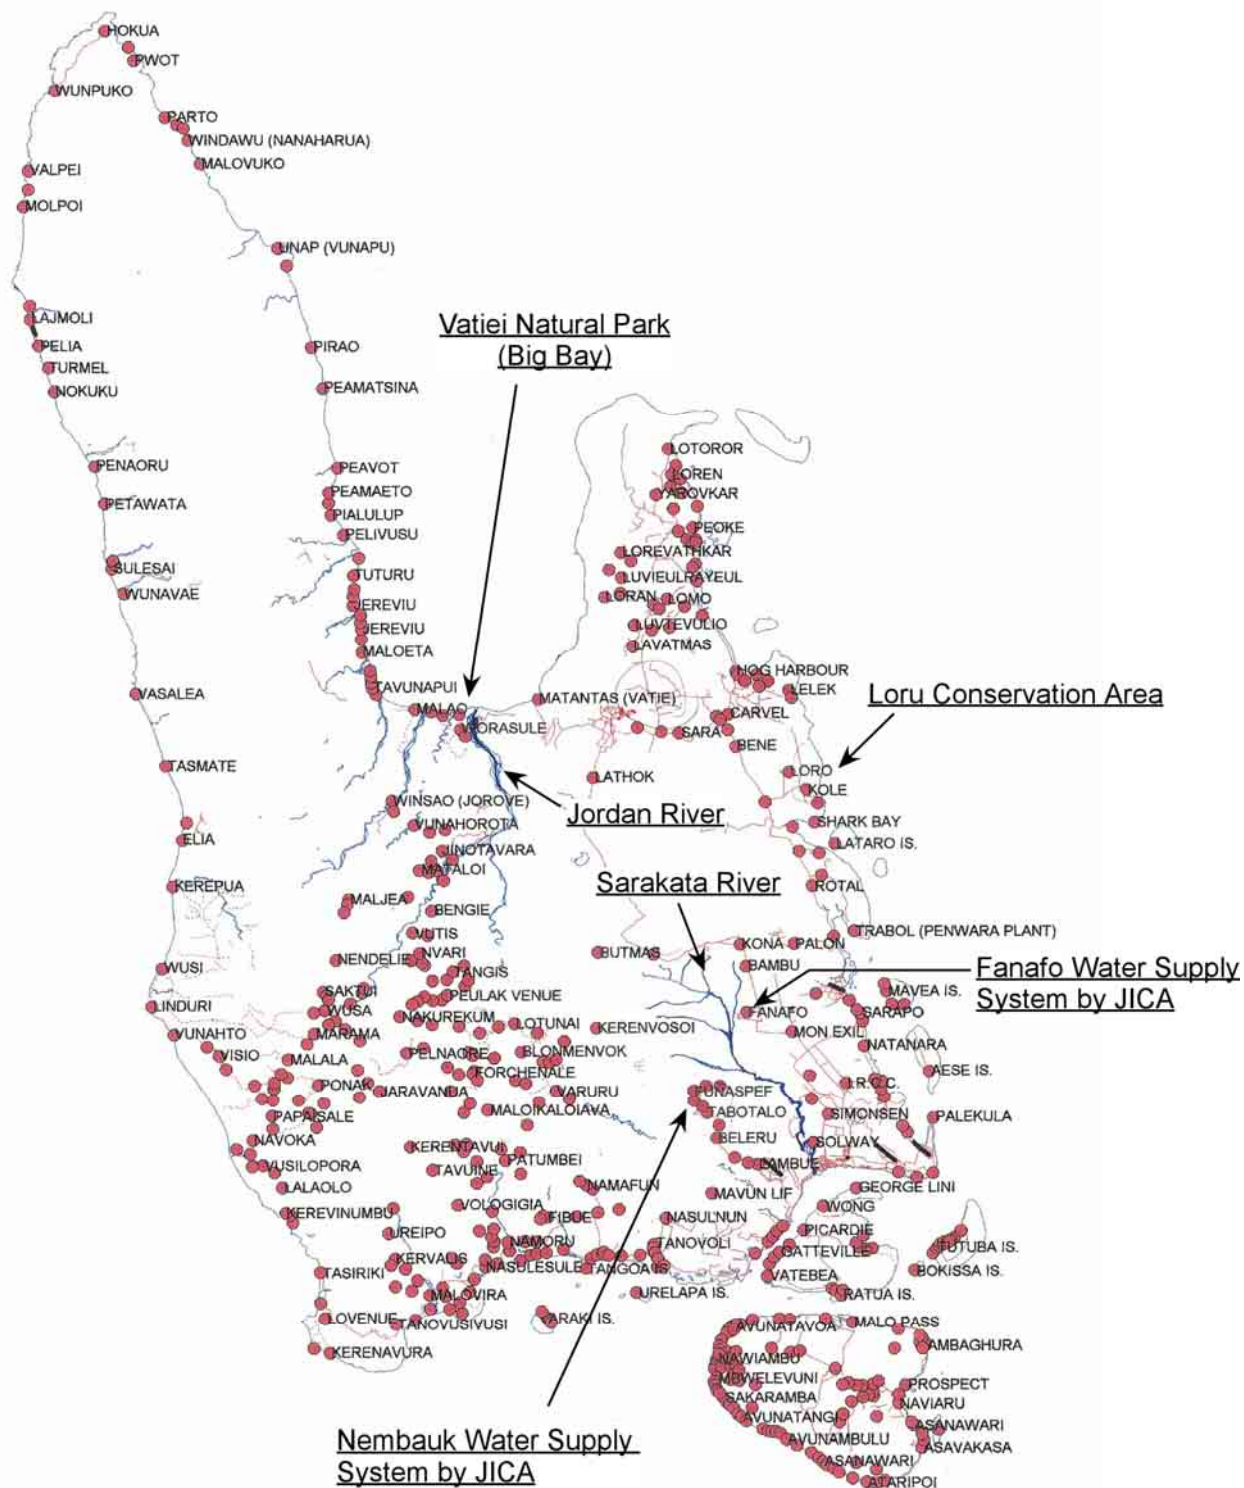 HOKUA
PWOT
WUNPUKO
PARTO
WINDAWU (NANAHARUA)
MALOVUKO
VALPEI
MOLPOI
UNAP (VUNAPU)
LAJMOLI
PELIA
TURMEL
NOKUKU
Vatiei Natural Park
(Big Bay)
PIRAO
PEAMATSINA
LOTOROR
LOREN
YAROVKAR
PEOKE
PENAORU
PETAWATA
PEAVOT
PEAMAETO
PIALULUP
PELIVUSU
LOREVATHKAR
LUVIEULRAYEUL
LORAN
LOMO
LUVTEVULIO
LAVATMAS
SULESAI
WUNAVAE
TUTURU
JEREVIU
JEREVIU
MALOETA
HOG HARBOUR
LELEK
Loru Conservation Area
VASALEA
TAVUNAPUI
MALAO
WORASULE
MATANTAS (VATIE)
SARA
CARVEL
BENE
TASMATE
LATHOK
LORO
KOLE
WINSAO (JOROVE)
Jordan River
VUNAHOROTA
SHARK BAY
LATARO IS.
ELIA
JINOTAVARA
MATALOI
Sarakata River
ROTAL
KEREPUA
MALJEA
BENGIE
VUTIS
TRABOL (PENWARA PLANT)
BUTMAS
KONA
PALON
NENDELIE
NVARI
BAMBU
Fanafo Water Supply
System by JICA
WUSI
TANGIS
MAVEA IS.
LINDURI
SAKTUI
PEULAK VENUE
WUSA
FANAFO
SARAPO
NAKUREKUM
LOTUNAI
KERENVOSOI
MON EXIL
VUNAHTO
MARAMA
NATANARA
VISIO
MALALA
PELNAORE
BLONMENVOK
AESE IS.
FORCHENALE
I.R.C.C.
PONAK
JARAVANUA
VARURU
FUNASPEF
PAPAISALE
MALOIKALOIAVA
TABOTALO
SIMONSEN
PALEKULA
NAVOKA
KERENTAVUI
BELERU
SOLWAY
VUSILOPORA
TAVUINE
PATUMBEI
LAMBUE
LALAOLO
NAMAFUN
MAVUN LIF
GEORGE LINI
KEREVINUMBU
VOLOGIGIA
FIBUE
NASULNUN
WONG
UREIPO
NAMORU
TANOVOLI
PICARDIE
TUTUBA IS.
KERVALIS
NASULESULE
TANGOA IS.
GATTEVILLE
TASIRIKI
VATEBEA
BOKISSA IS.
MALOVIRA
URELAPA IS.
RATUA IS.
LOVENUE
TANOVUSIVUSI
ARAKI IS.
AVUNATAVOA
MALO PASS
KERENAVURA
AMBAGHURA
NAWIAMBU
MBWELEVUNI
PROSPECT
SAKARAMBA
NAVIARU
AVUNATANGI
ASANAWARI
AVUNAMBULU
ASAVAKASA
Nembauk Water Supply
System by JICA
ASANAWARI
ATARIPOI